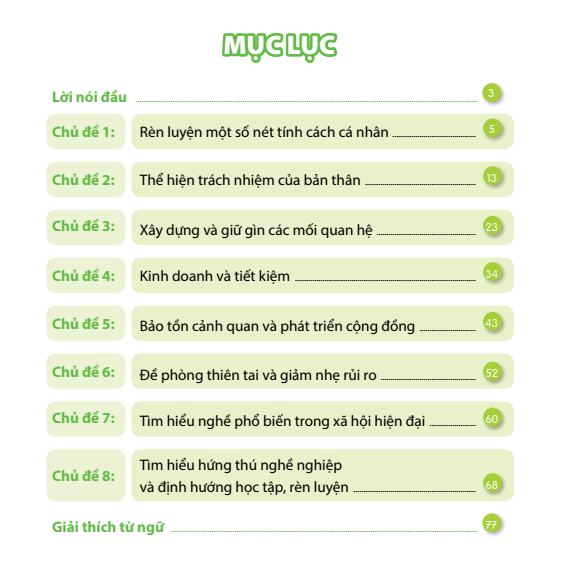 MỤC LỤC
Lời nói đầu 3
Chủ đề 1: Rèn luyện một số nét tính cách cá nhân 5
Chủ đề 2: Thể hiện trách nhiệm của bản thân 13
Chủ đề 3: Xây dựng và giữ gìn các mối quan hệ 23
Chủ đề 4: Kinh doanh và tiết kiệm 34
Chủ đề 5: Bảo tồn cảnh quan và phát triển cộng đồng 43
Chủ đề 6: Đề phòng thiên tai và giảm nhẹ rủi ro 52
Chủ đề 7: Tìm hiểu nghề phổ biến trong xã hội hiện đại 60
Chủ đề 8: Tìm hiểu hứng thú nghề nghiệp
và định hướng học tập, rèn luyện 68
Giải thích từ ngữ 77